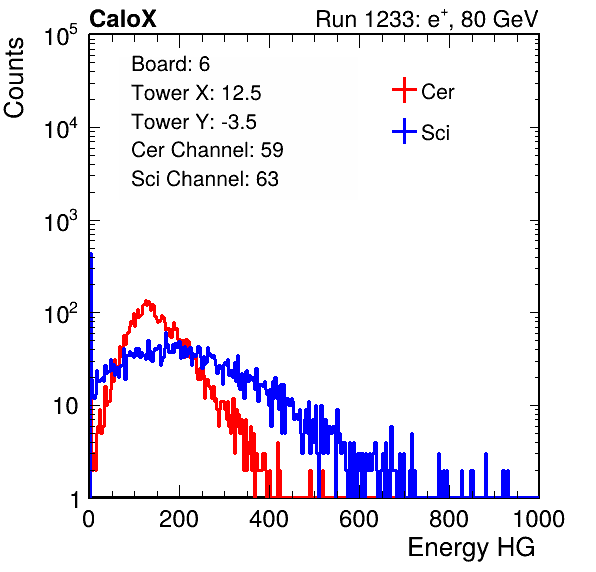 CaloX Run 1233: e⁺, 80 GeV
Counts
Board: 6
Tower X: 12.5
Tower Y: -3.5
Cer Channel: 59
Sci Channel: 63
Cer
Sci
10⁵
10⁴
10³
10²
10
1
0 200 400 600 800 1000
Energy HG